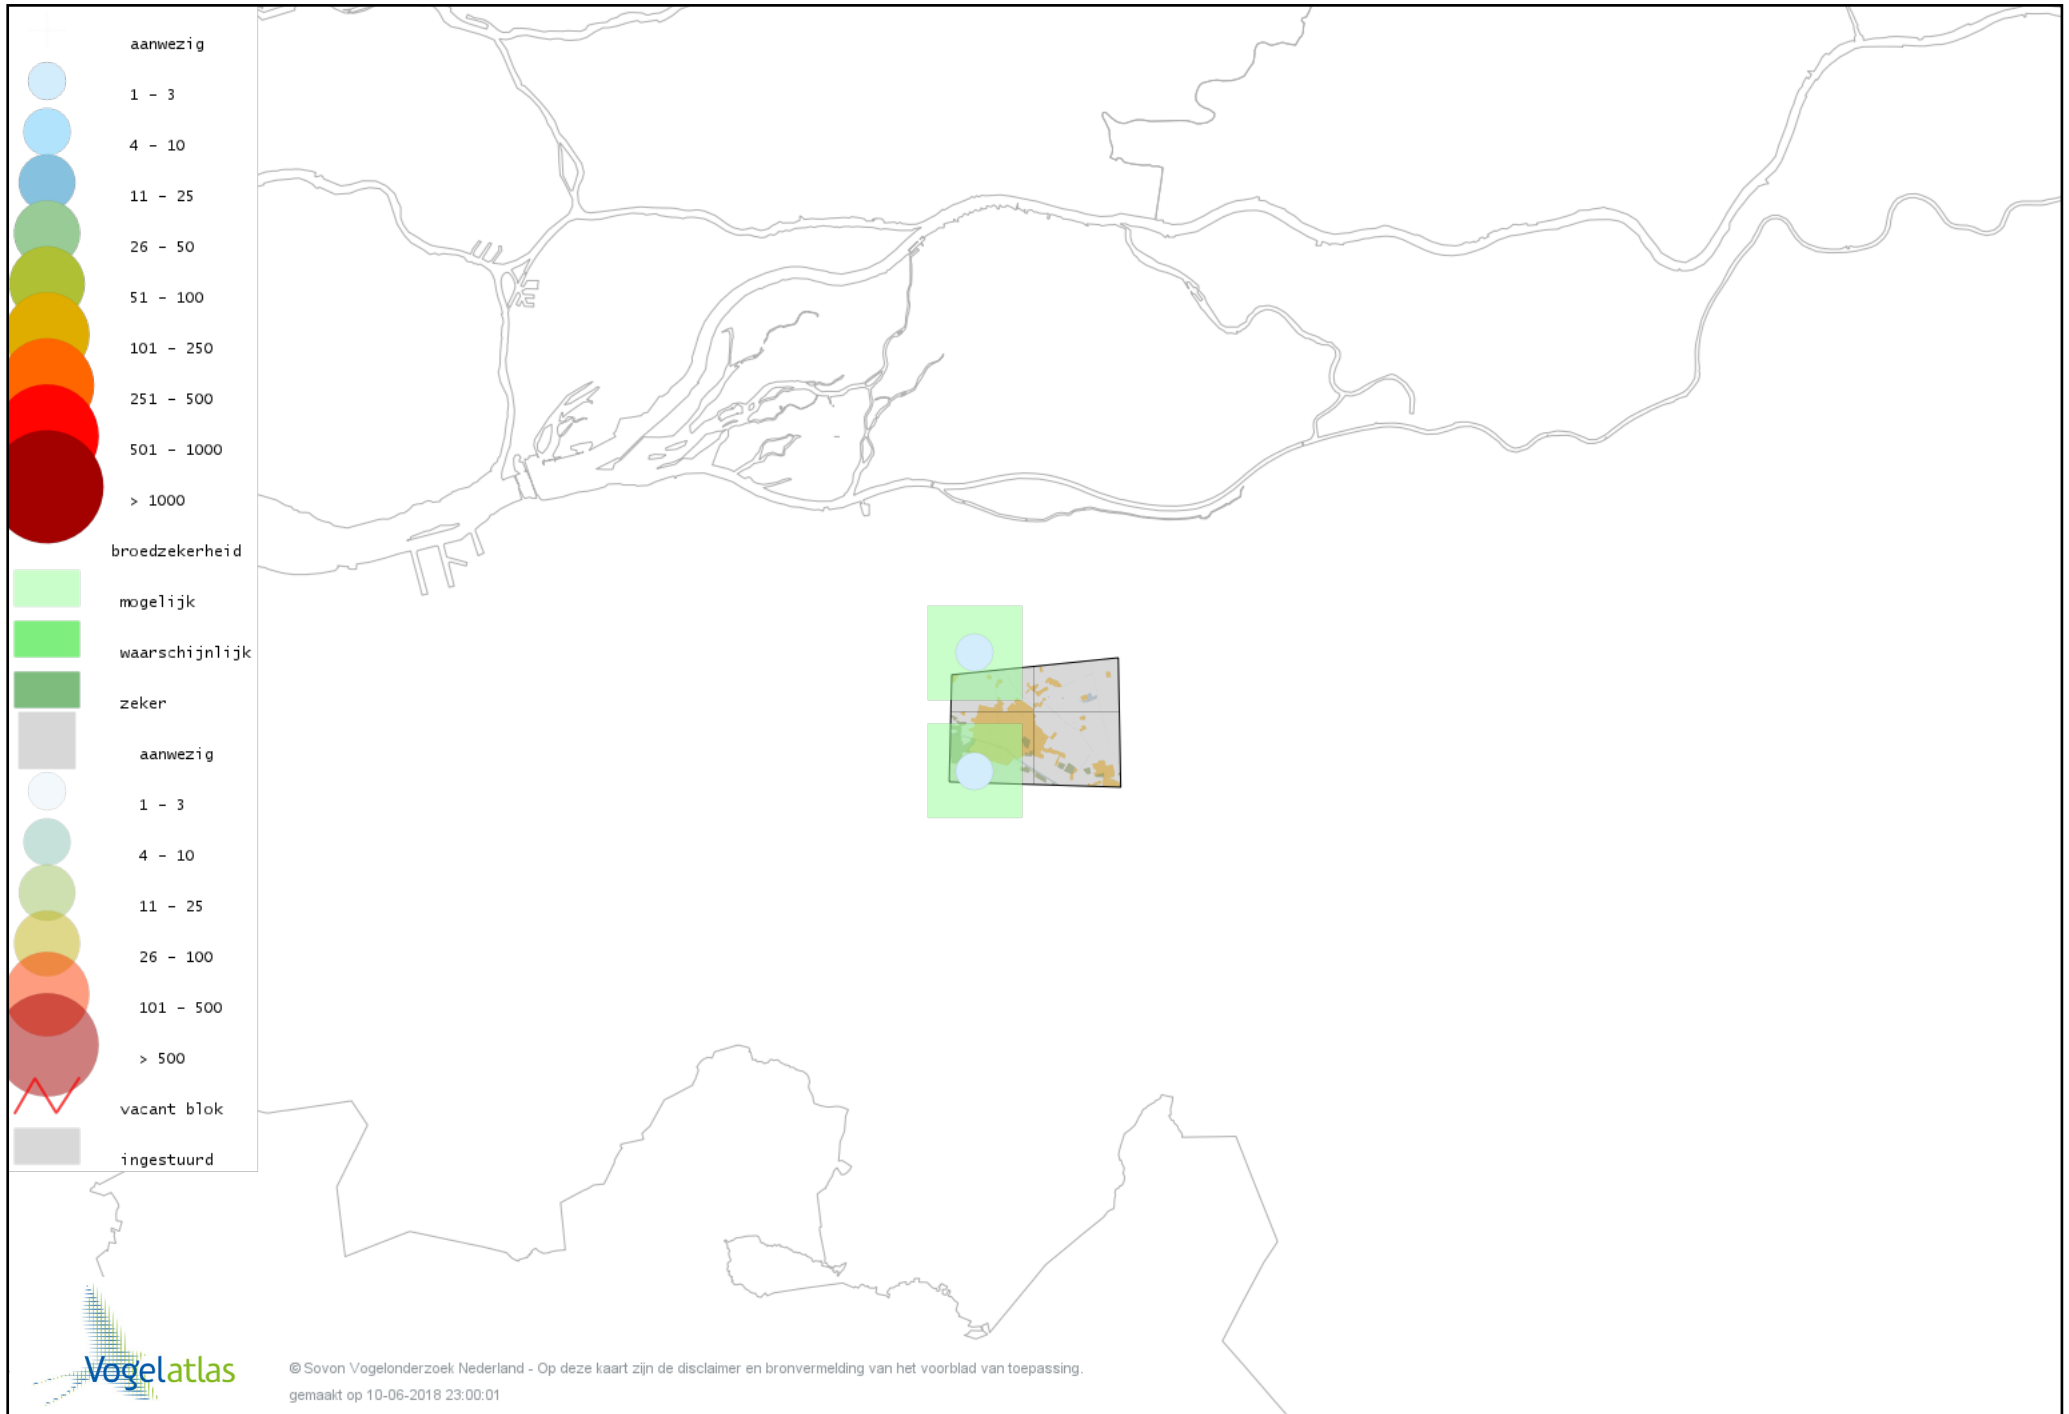 aanwezig
1 - 3
4 - 10
11 - 25
26 - 50
51 - 100
101 - 250
251 - 500
501 - 1000
> 1000
broedzekerheid
mogelijk
waarschijnlijk
zeker
aanwezig
1 - 3
4 - 10
11 - 25
26 - 100
101 - 500
> 500
vacant blok
ingestuurd
Vogelatlas
© Sovon Vogelonderzoek Nederland - Op deze kaart zijn de disclaimer en bronvermelding van het voorblad van toepassing.
gemaakt op 10-06-2018 23:00:01